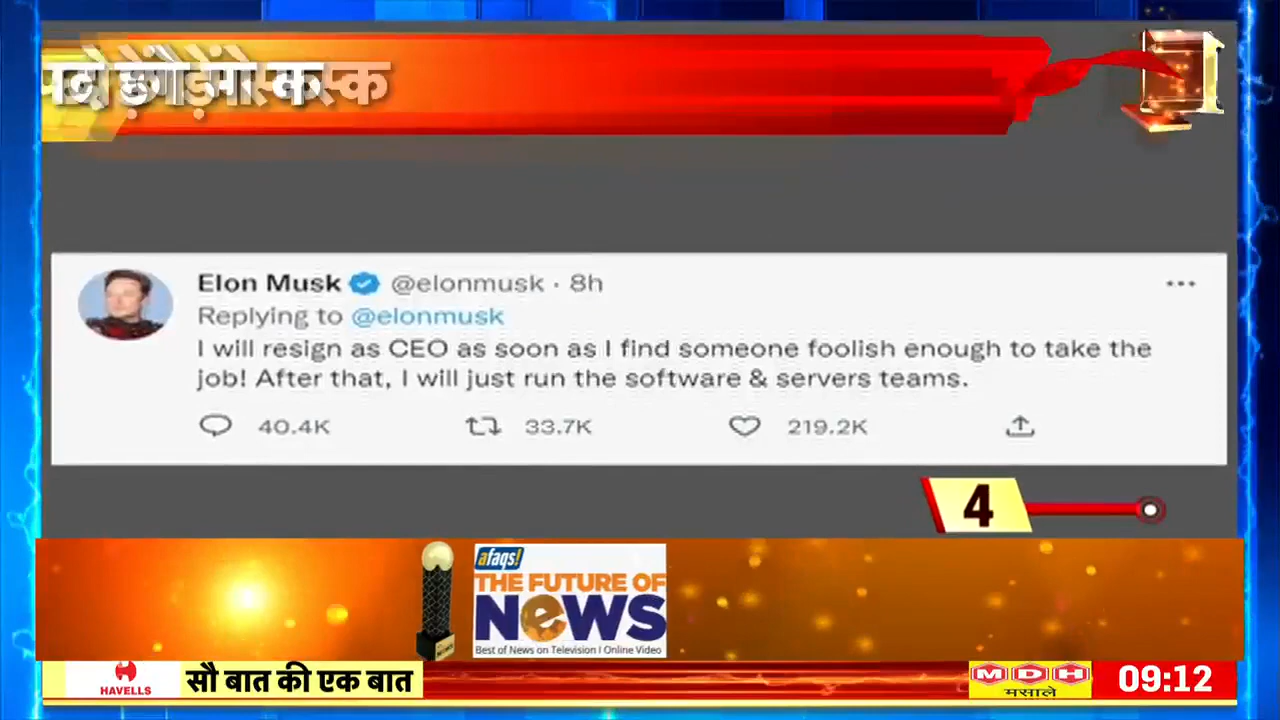 Elon Musk @elonmusk · 8h
Replying to @elonmusk
I will resign as CEO as soon as I find someone foolish enough to take the
job! After that, I will just run the software & servers teams.
40.4K 33.7K 219.2K
4
afaqs!
THE FUTURE OF
NEWS
Best of News on Television | Online Video
HAVELLS
सौ बात की एक बात
MDH
मसाले
09:12